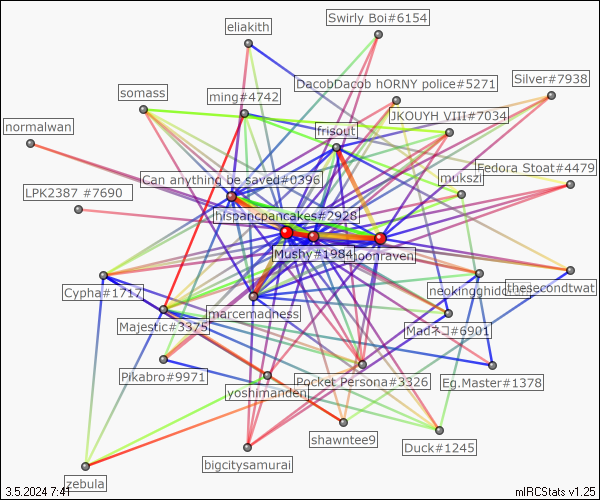 Swirly Boi#6154
eliakith
DacobDacob hORNY police#5271
Silver#7938
somass
ming#4742
JKOUYH VIII#7034
normalwan
frisout
Fedora Stoat#4479
Can anything be saved#0396
mukszi
LPK2387 #7690
hispancpancakes#2928
Mushy#1984
moonraven
Cypha#1717
thesecondtwat
marcemadness
Majestic#3375
Madネコ#6901
Pikabro#9971
Pocket Persona#3326
Eg.Master#1378
yoshimanden
shawntee9
Duck#1245
bigcitysamurai
zebula
3.5.2024 7:41
mIRCStats v1.25